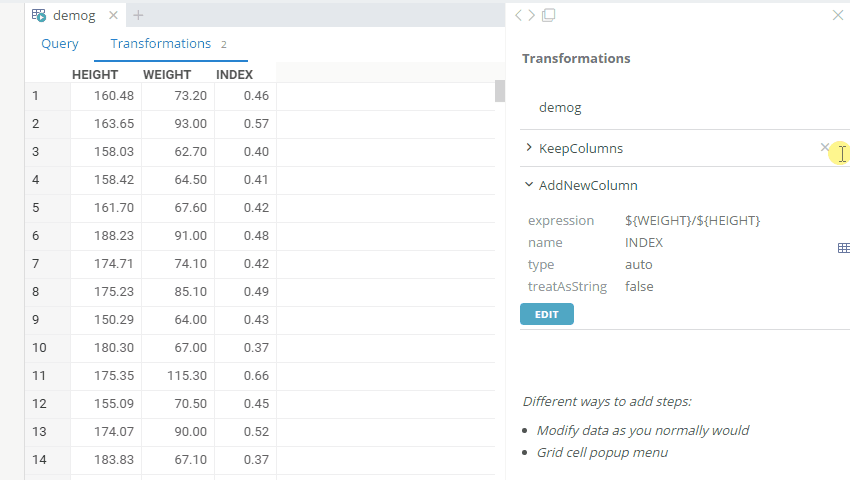 demog
Query Transformations 2
HEIGHT WEIGHT INDEX
1 160.48 73.20 0.46
2 163.65 93.00 0.57
3 158.03 62.70 0.40
4 158.42 64.50 0.41
5 161.70 67.60 0.42
6 188.23 91.00 0.48
7 174.71 74.10 0.42
8 175.23 85.10 0.49
9 150.29 64.00 0.43
10 180.30 67.00 0.37
11 175.35 115.30 0.66
12 155.09 70.50 0.45
13 174.07 90.00 0.52
14 183.83 67.10 0.37
Transformations
demog
KeepColumns
AddNewColumn
expression ${WEIGHT}/${HEIGHT}
name INDEX
type auto
treatAsString false
EDIT
Different ways to add steps:
• Modify data as you normally would
• Grid cell popup menu